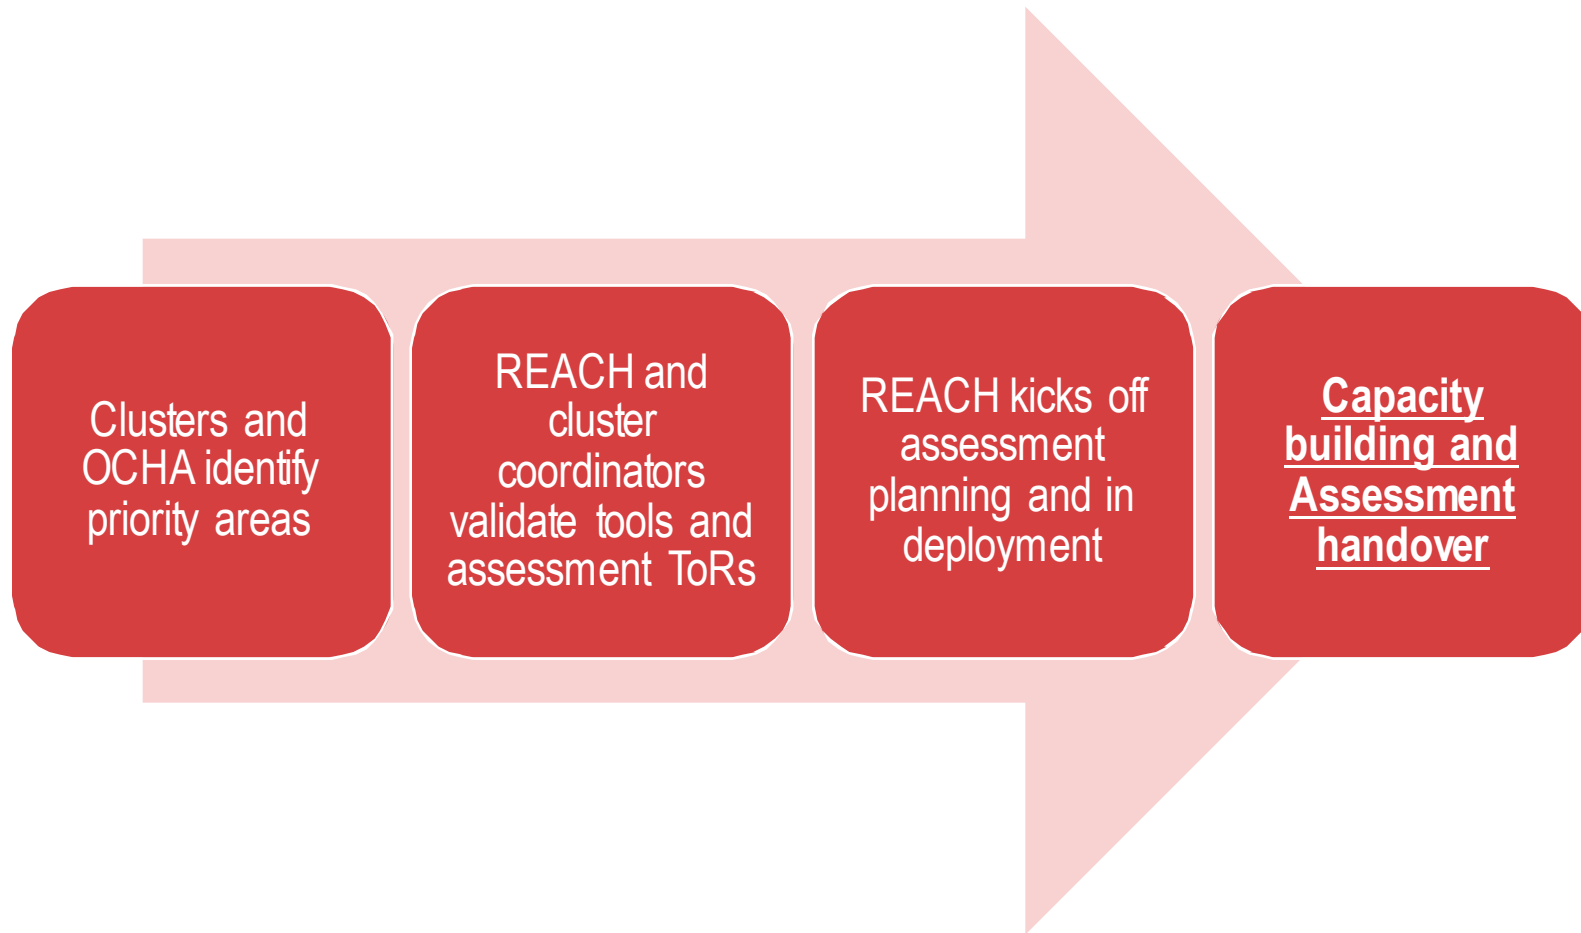 Clusters and
OCHA identify
priority areas
REACH and
cluster
coordinators
validate tools and
assessment ToRs
REACH kicks off
assessment
planning and in
deployment
Capacity
building and
Assessment
handover